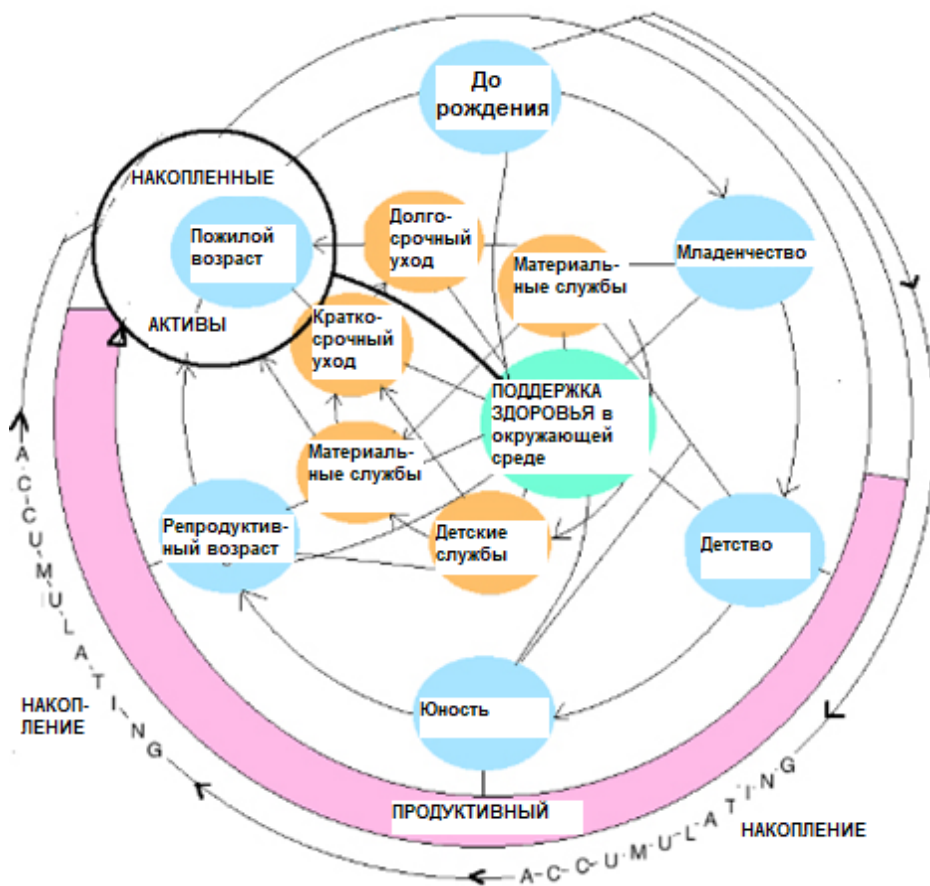 До
рождения
НАКОПЛЕННЫЕ
Пожилой
возраст
АКТИВЫ
Долго-
срочный
уход
Материаль-
ные службы
Младенчество
Кратко-
срочный
уход
ПОДДЕРЖКА
ЗДОРОВЬЯ в
окружающей
среде
Материаль-
ные службы
Репродуктив-
ный возраст
Детские
службы
Детство
Юность
ПРОДУКТИВНЫЙ
НАКОП-
ЛЕНИЕ
НАКОПЛЕНИЕ
A-C-C-U-M-U-L-A-T-I-N-G
A-C-C-U-M-U-L-A-T-I-N-G